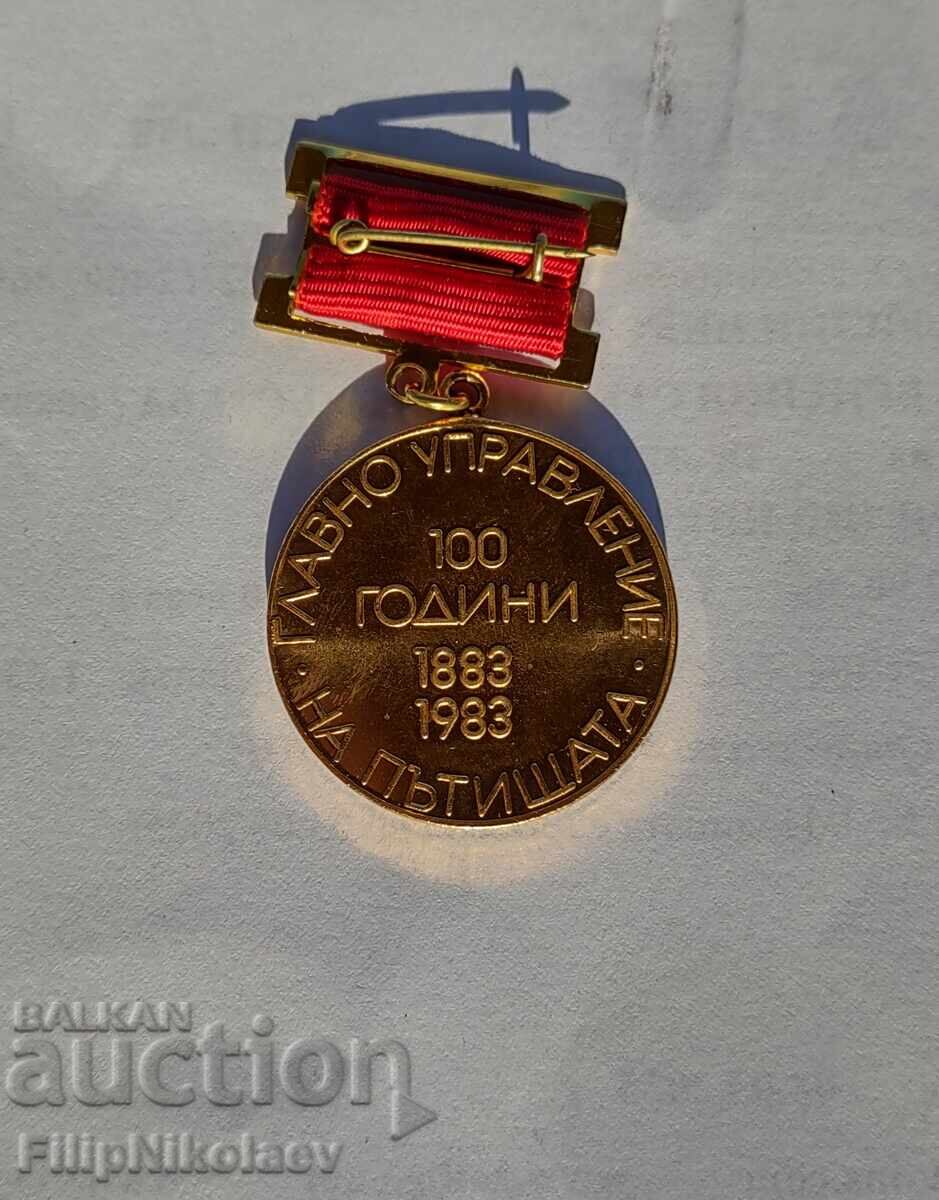 ГЛАВНО УПРАВЛЕНИЕ
100
ГОДИНИ
1883
1983
· НА ПЪТИЩАТА ·
BALKAN
auction
FilipNikolaev